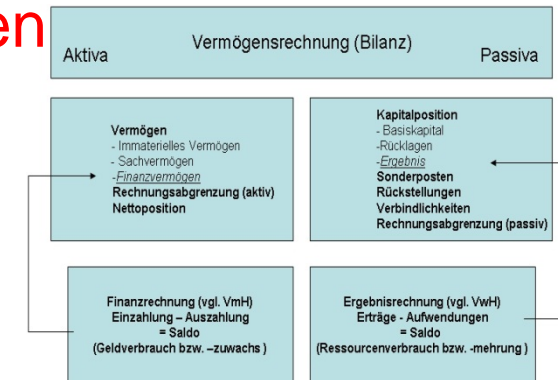 en
Aktiva
Vermögensrechnung (Bilanz)
Passiva
Vermögen
- Immaterielles Vermögen
- Sachvermögen
-Finanzvermögen
Rechnungsabgrenzung (aktiv)
Nettoposition
Kapitalposition
- Basiskapital
-Rücklagen
-Ergebnis
Sonderposten
Rückstellungen
Verbindlichkeiten
Rechnungsabgrenzung (passiv)
Finanzrechnung (vgl. VmH)
Einzahlung – Auszahlung
= Saldo
(Geldverbrauch bzw. –zuwachs )
Ergebnisrechnung (vgl. VwH)
Erträge - Aufwendungen
= Saldo
(Ressourcenverbrauch bzw. -mehrung )